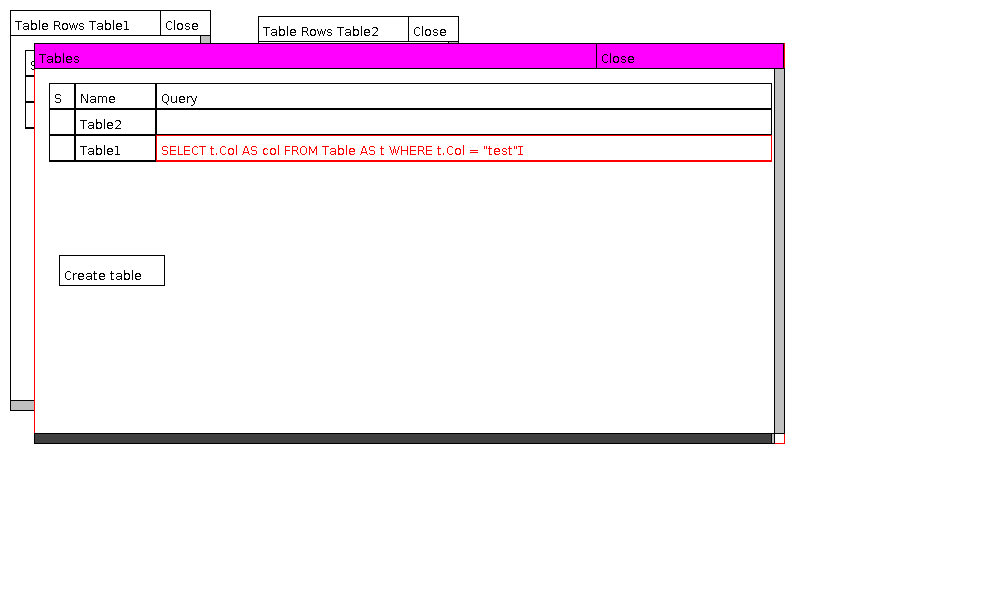 Table Rows Table1 Close
Table Rows Table2 Close
Tables Close
S Name Query
Table2
Table1 SELECT t.Col AS col FROM Table AS t WHERE t.Col = "test"
Create table